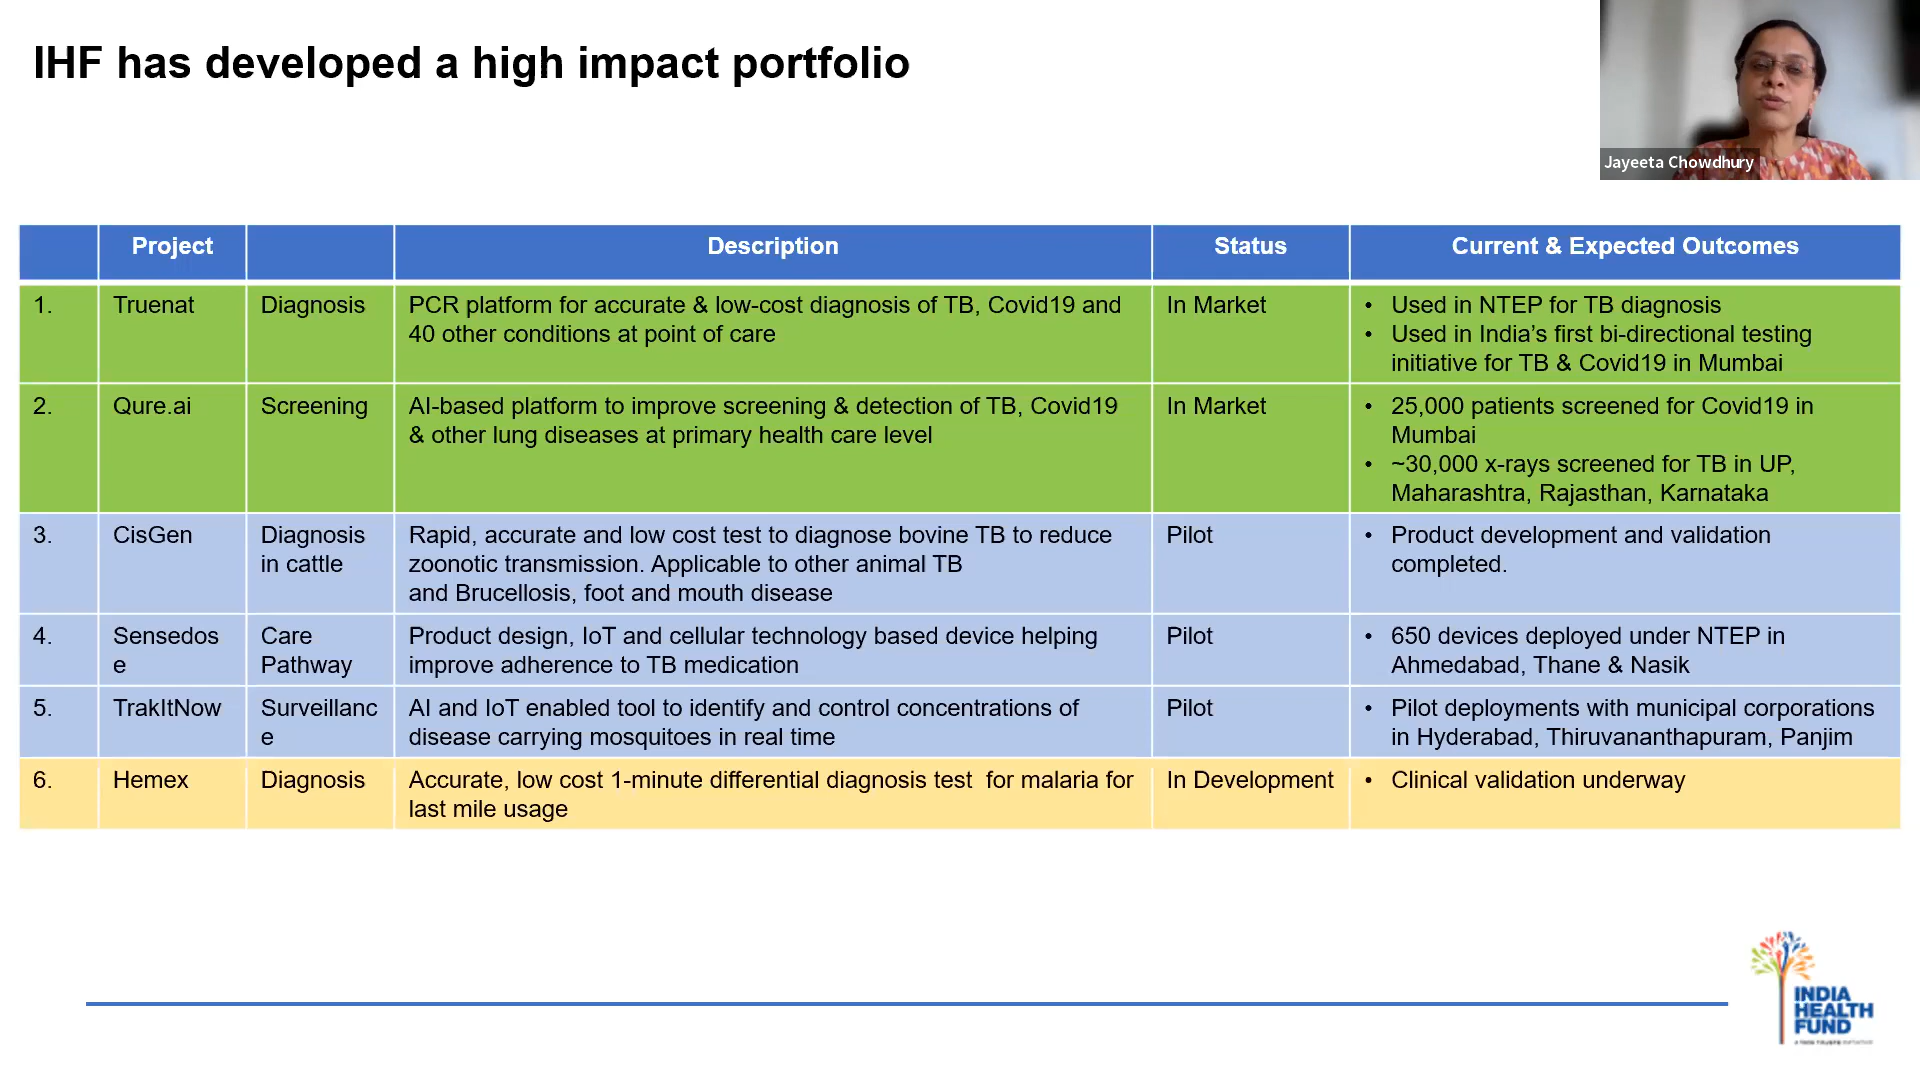 IHF has developed a high impact portfolio
Jayeeta Chowdhury
Project Description Status Current & Expected Outcomes
1. Truenat Diagnosis PCR platform for accurate & low-cost diagnosis of TB, Covid19 and In Market • Used in NTEP for TB diagnosis
40 other conditions at point of care • Used in India’s first bi-directional testing
initiative for TB & Covid19 in Mumbai
2. Qure.ai Screening AI-based platform to improve screening & detection of TB, Covid19 In Market • 25,000 patients screened for Covid19 in
& other lung diseases at primary health care level Mumbai
• ~30,000 x-rays screened for TB in UP,
Maharashtra, Rajasthan, Karnataka
3. CisGen Diagnosis Rapid, accurate and low cost test to diagnose bovine TB to reduce Pilot • Product development and validation
in cattle zoonotic transmission. Applicable to other animal TB completed.
and Brucellosis, foot and mouth disease
4. Sensedos Care Product design, IoT and cellular technology based device helping Pilot • 650 devices deployed under NTEP in
e Pathway improve adherence to TB medication Ahmedabad, Thane & Nasik
5. TrakItNow Surveillanc AI and IoT enabled tool to identify and control concentrations of Pilot • Pilot deployments with municipal corporations
e disease carrying mosquitoes in real time in Hyderabad, Thiruvananthapuram, Panjim
6. Hemex Diagnosis Accurate, low cost 1-minute differential diagnosis test for malaria for In Development • Clinical validation underway
last mile usage
INDIA
HEALTH
FUND